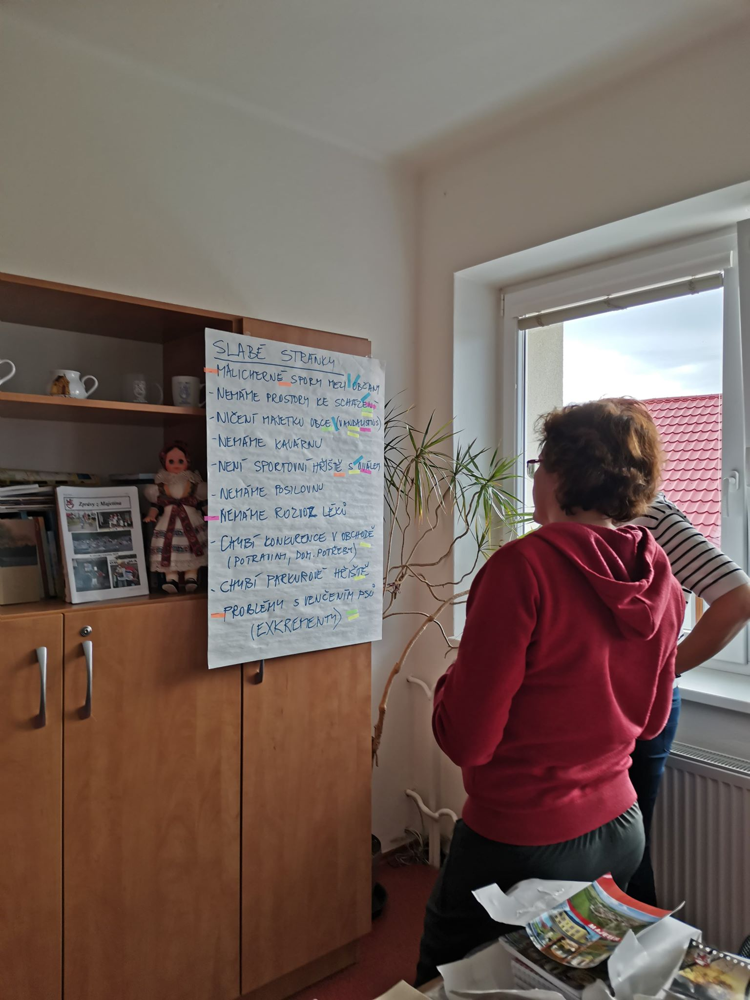 SLABÉ STRÁNKY
MALICHERNÉ SPORY MEZI OBČANY
- NEMÁME PROSTORY KE SCHÁZENÍ
- NIČENÍ MAJETKU OBCE (VANDALISMUS)
- NEMÁME KAVÁRNU
- NENÍ SPORTOVNÍ HŘIŠTĚ S OVÁLEM
- NEMÁME POSILOVNU
NEMÁME ROZVOZ LÉKŮ
- CHYBÍ KONKURENCE V OBCHODĚ
(POTRAVINY, DOM. POTŘEBY)
- CHYBÍ PARKUROVÉ HŘIŠTĚ
PROBLÉMY S VENČENÍM PSŮ
(EXKREMENTY)
Zprávy z Majetína